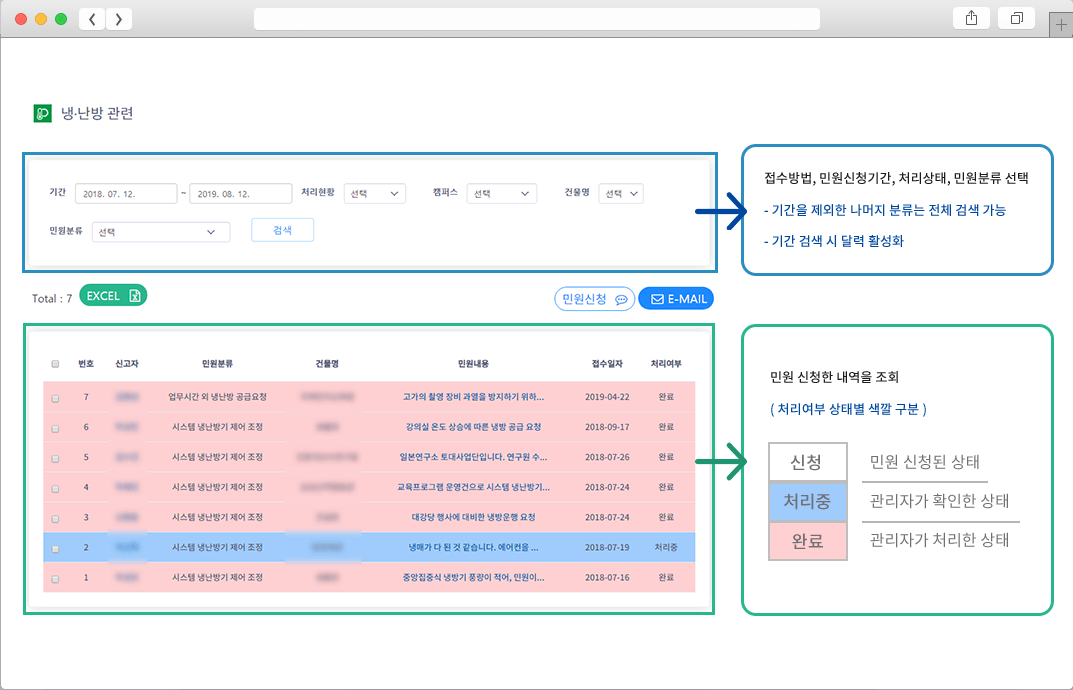 냉·난방 관련
기간 2018. 07. 12. ~ 2019. 08. 12. 처리현황 선택 캠퍼스 선택 건물명 선택
민원분류 선택 검색
접수방법, 민원신청기간, 처리상태, 민원분류 선택
- 기간을 제외한 나머지 분류는 전체 검색 가능
- 기간 검색 시 달력 활성화
Total : 7 EXCEL 민원신청 E-MAIL
번호 신고자 민원분류 건물명 민원내용 접수일자 처리여부
7 업무시간 외 냉난방 공급요청 고가의 촬영 장비 과열을 방지하기 위하... 2019-04-22 완료
6 시스템 냉난방기 제어 조정 강의실 온도 상승에 따른 냉방 공급 요청 2018-09-17 완료
5 시스템 냉난방기 제어 조정 일본연구소 토대사업단입니다. 연구원 수... 2018-07-26 완료
4 시스템 냉난방기 제어 조정 교육프로그램 운영건으로 시스템 냉난방기... 2018-07-24 완료
3 시스템 냉난방기 제어 조정 대강당 행사에 대비한 냉방운행 요청 2018-07-24 완료
2 시스템 냉난방기 제어 조정 냉매가 다 된 것 같습니다. 에어컨을 ... 2018-07-19 처리중
1 시스템 냉난방기 제어 조정 중앙집중식 냉방기 풍량이 적어, 민원이... 2018-07-16 완료
민원 신청한 내역을 조회
( 처리여부 상태별 색깔 구분 )
신청 민원 신청된 상태
처리중 관리자가 확인한 상태
완료 관리자가 처리한 상태